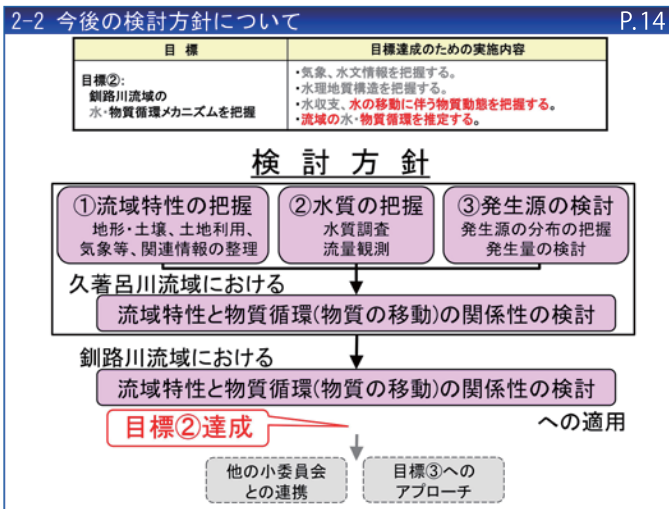 2-2 今後の検討方針について
P.14
目 標
目標達成のための実施内容
目標②:
釧路川流域の
水・物質循環メカニズムを把握
・気象、水文情報を把握する。
・水理地質構造を把握する。
・水収支、水の移動に伴う物質動態を把握する。
・流域の水・物質循環を推定する。
検 討 方 針
①流域特性の把握
地形・土壌、土地利用、
気象等、関連情報の整理
②水質の把握
水質調査
流量観測
③発生源の検討
発生源の分布の把握
発生量の検討
久著呂川流域における
流域特性と物質循環(物質の移動)の関係性の検討
釧路川流域における
流域特性と物質循環(物質の移動)の関係性の検討
への適用
目標②達成
他の小委員会
との連携
目標③への
アプローチ